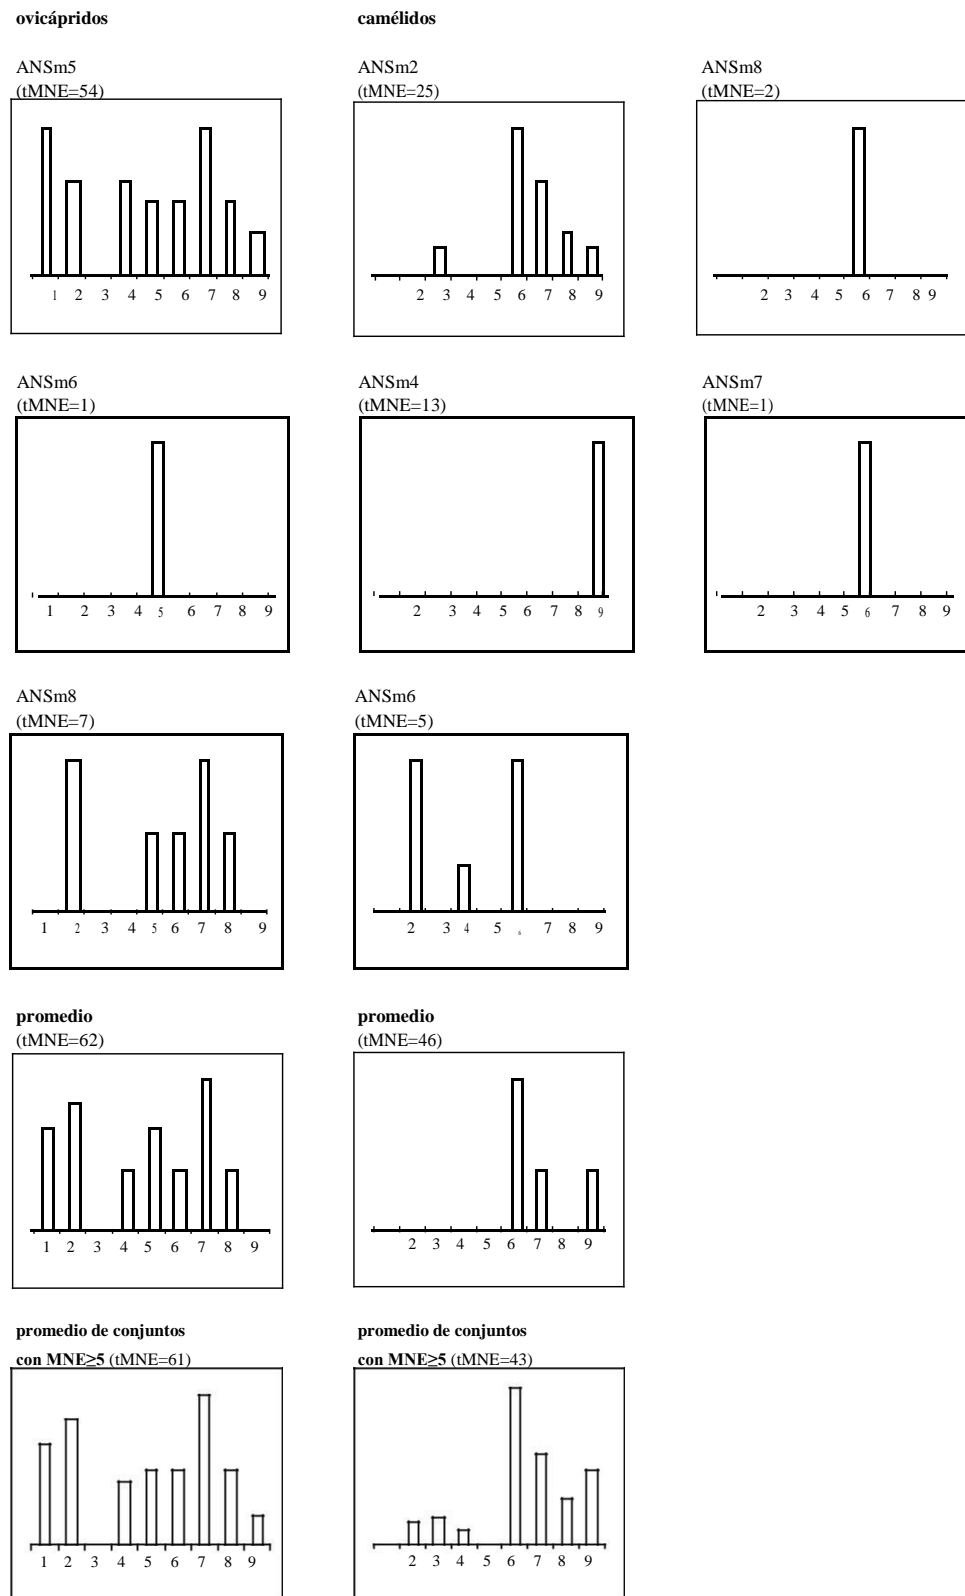 ovicápridos camélidos
ANSm5 ANSm2 ANSm8
(tMNE=54) (tMNE=25) (tMNE=2)
1 2 3 4 5 6 7 8 9 2 3 4 5 6 7 8 9 2 3 4 5 6 7 8 9
ANSm6 ANSm4 ANSm7
(tMNE=1) (tMNE=13) (tMNE=1)
1 2 3 4 5 6 7 8 9 2 3 4 5 6 7 8 9 2 3 4 5 6 7 8 9
ANSm8 ANSm6
(tMNE=7) (tMNE=5)
1 2 3 4 5 6 7 8 9 2 3 4 5 6 7 8 9
promedio promedio
(tMNE=62) (tMNE=46)
1 2 3 4 5 6 7 8 9 2 3 4 5 6 7 8 9
promedio de conjuntos promedio de conjuntos
con MNE≥5 (tMNE=61) con MNE≥5 (tMNE=43)
1 2 3 4 5 6 7 8 9 2 3 4 5 6 7 8 9